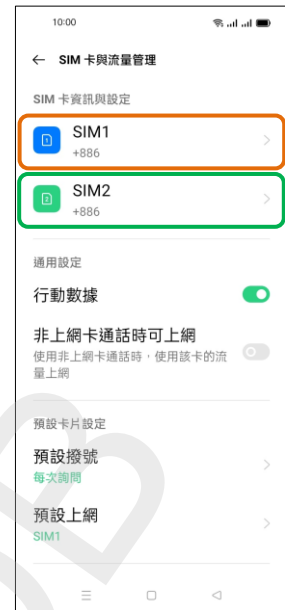 10:00
← SIM 卡與流量管理
SIM 卡資訊與設定
1
SIM1
+886
2
SIM2
+886
通用設定
行動數據
非上網卡通話時可上網
使用非上網卡通話時，使用該卡的流
量上網
預設卡片設定
預設撥號
每次詢問
預設上網
SIM1